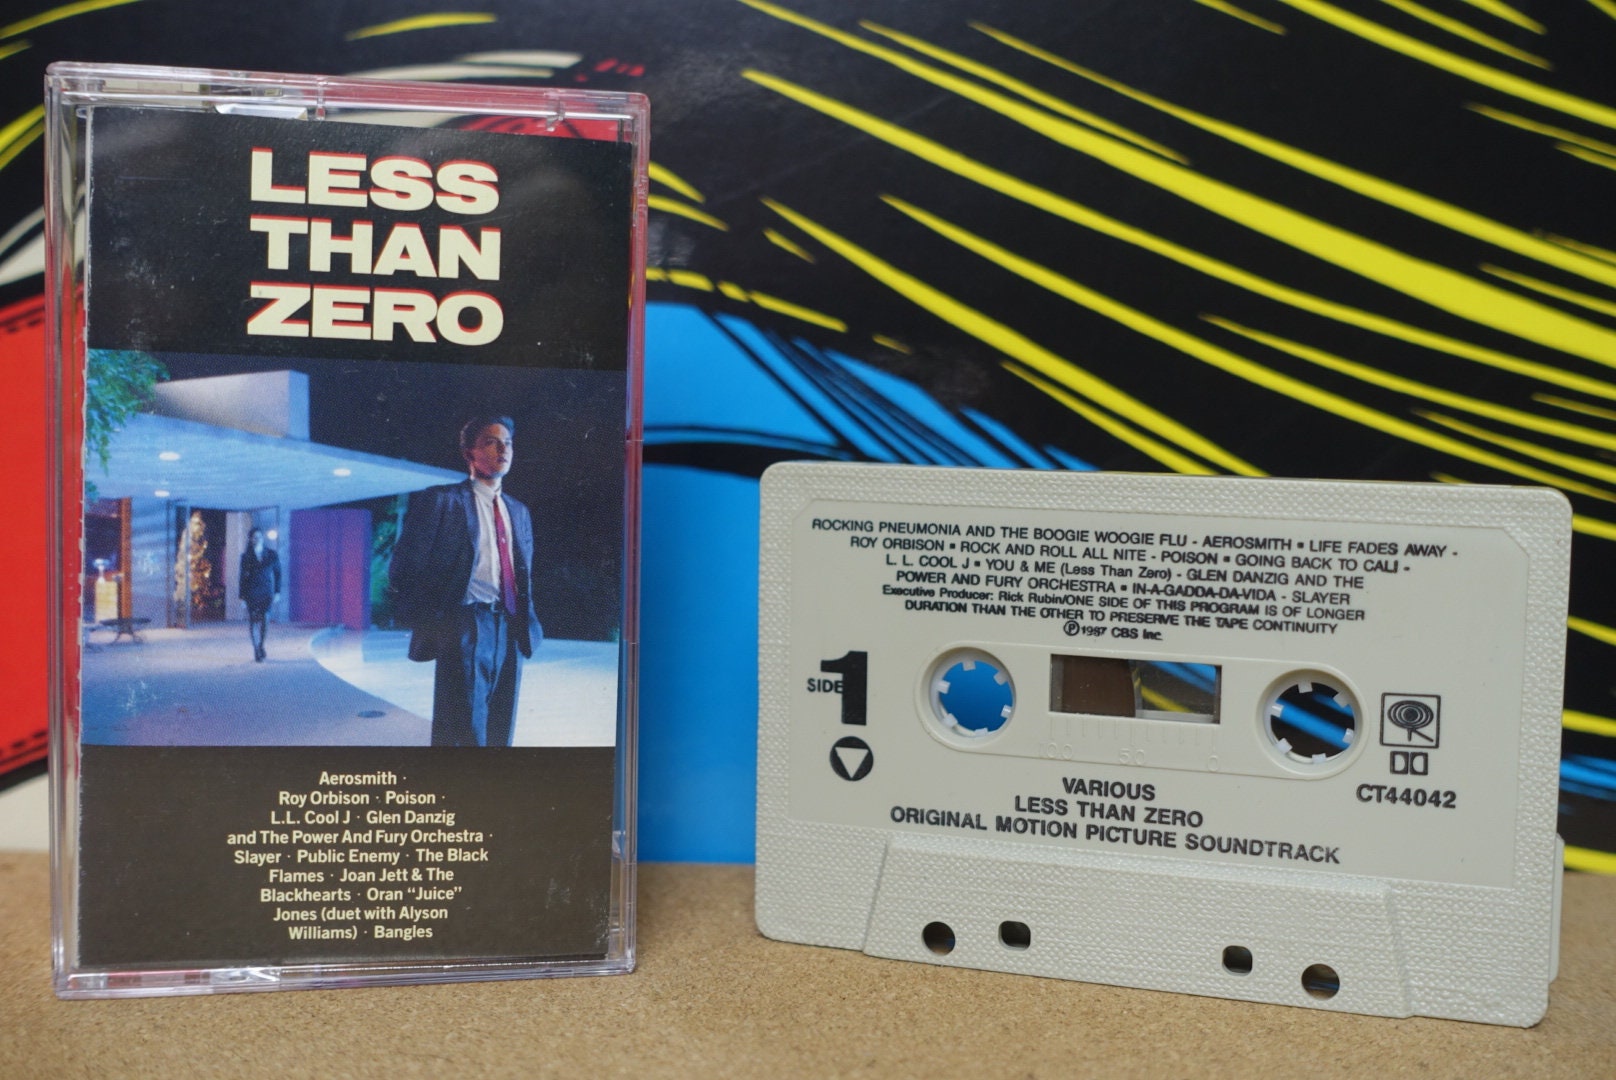 LESS
THAN
ZERO
Aerosmith ·
Roy Orbison · Poison ·
L.L. Cool J · Glen Danzig
and The Power And Fury Orchestra ·
Slayer · Public Enemy · The Black
Flames · Joan Jett & The
Blackhearts · Oran "Juice"
Jones (duet with Alyson
Williams) · Bangles
ROCKING PNEUMONIA AND THE BOOGIE WOOGIE FLU - AEROSMITH ▪ LIFE FADES AWAY -
ROY ORBISON ▪ ROCK AND ROLL ALL NITE - POISON ▪ GOING BACK TO CALI -
L. L. COOL J ▪ YOU & ME (Less Than Zero) - GLEN DANZIG AND THE
POWER AND FURY ORCHESTRA ▪ IN-A-GADDA-DA-VIDA - SLAYER
Executive Producer: Rick Rubin/ONE SIDE OF THIS PROGRAM IS OF LONGER
DURATION THAN THE OTHER TO PRESERVE THE TAPE CONTINUITY
℗1987 CBS Inc.
SIDE 1
100 50 0
CT44042
VARIOUS
LESS THAN ZERO
ORIGINAL MOTION PICTURE SOUNDTRACK